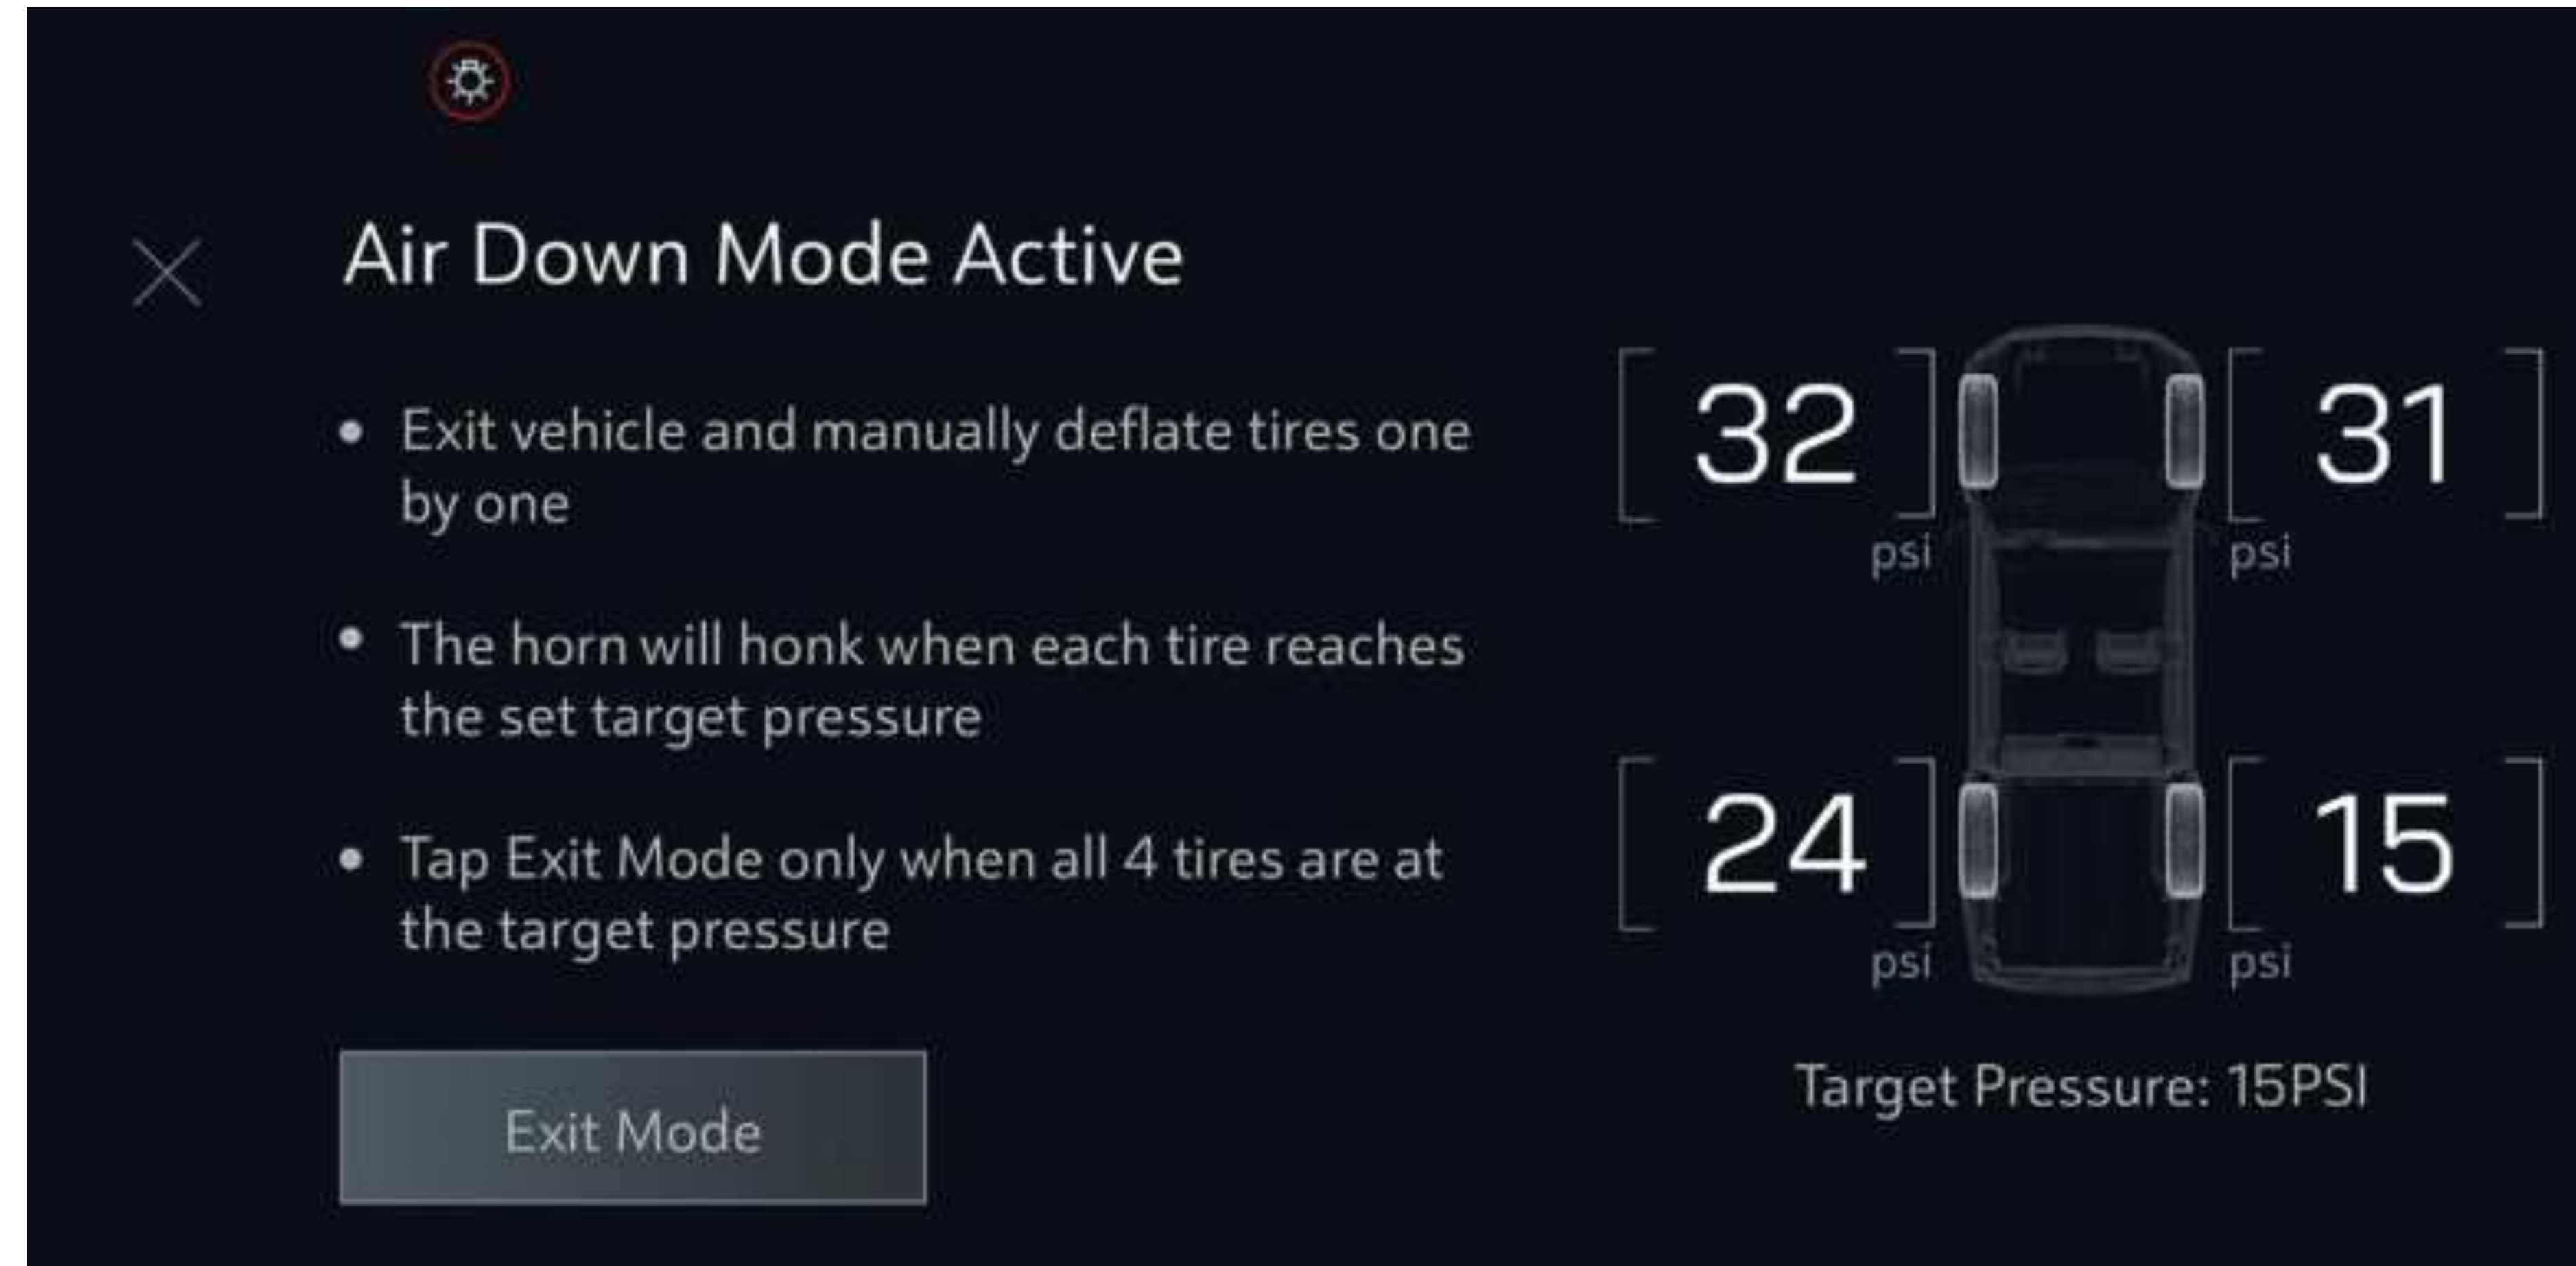 Air Down Mode Active
Exit vehicle and manually deflate tires one
by one
The horn will honk when each tire reaches
the set target pressure
Tap Exit Mode only when all 4 tires are at
the target pressure
Exit Mode
32 31
psi psi
24 15
psi psi
Target Pressure: 15PSI